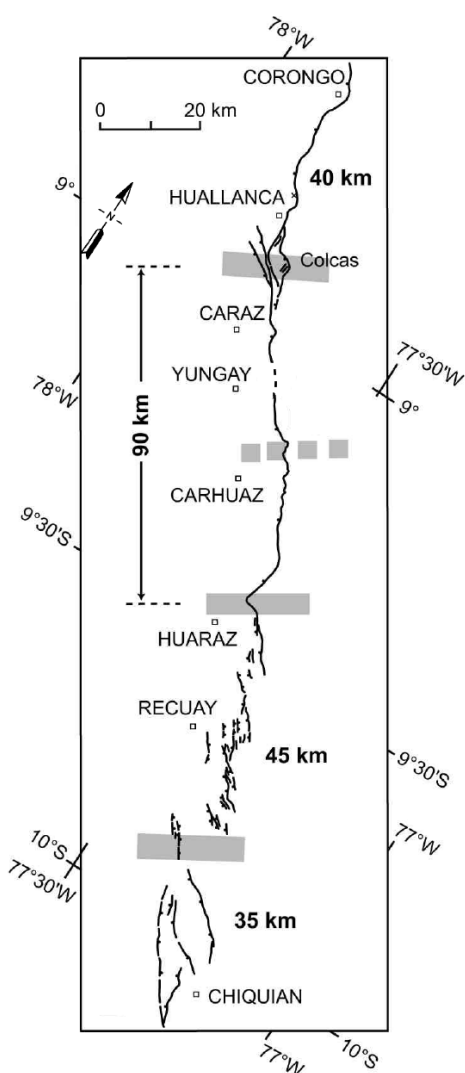 78°W
CORONGO
0 20 km
9°
40 km
N
HUALLANCA
Colcas
CARAZ
77°30'W
YUNGAY
78°W
9°
90 km
CARHUAZ
9°30'S
HUARAZ
RECUAY
45 km
9°30'S
10°S
77°W
77°30'W
35 km
CHIQUIAN
77°W
10°S